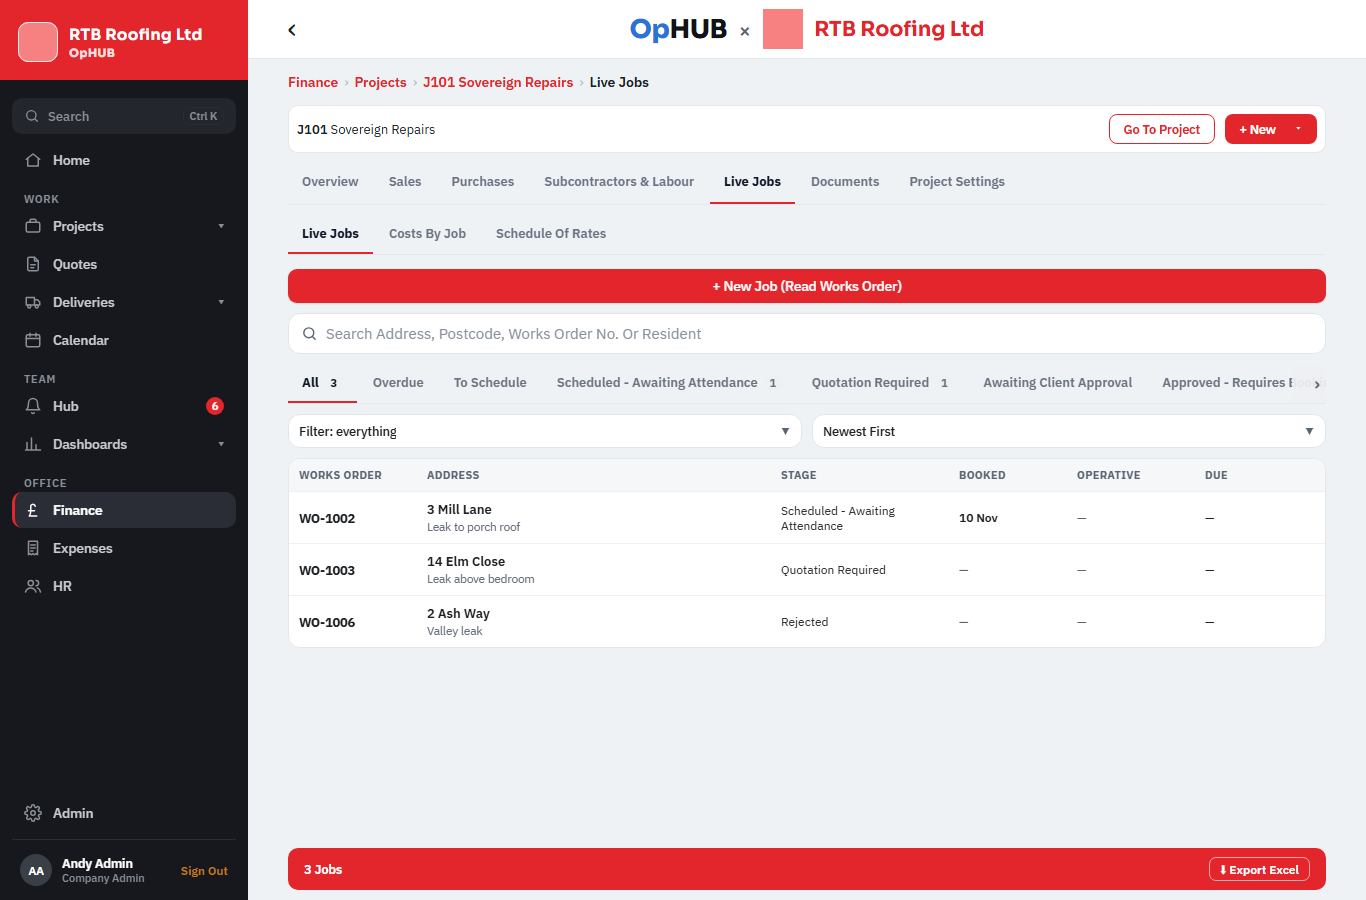 RTB Roofing Ltd
OpHUB
Search Ctrl K
Home
WORK
Projects
Quotes
Deliveries
Calendar
TEAM
Hub 6
Dashboards
OFFICE
Finance
Expenses
HR
Admin
AA Andy Admin
Company Admin
Sign Out
OpHUB × RTB Roofing Ltd
Finance › Projects › J101 Sovereign Repairs › Live Jobs
J101 Sovereign Repairs
Go To Project
+ New
Overview Sales Purchases Subcontractors & Labour Live Jobs Documents Project Settings
Live Jobs Costs By Job Schedule Of Rates
+ New Job (Read Works Order)
Search Address, Postcode, Works Order No. Or Resident
All 3 Overdue To Schedule Scheduled - Awaiting Attendance 1 Quotation Required 1 Awaiting Client Approval Approved - Requires
Filter: everything
Newest First
WORKS ORDER ADDRESS STAGE BOOKED OPERATIVE DUE
WO-1002
3 Mill Lane
Leak to porch roof
Scheduled - Awaiting
Attendance
10 Nov — —
WO-1003
14 Elm Close
Leak above bedroom
Quotation Required — — —
WO-1006
2 Ash Way
Valley leak
Rejected — — —
3 Jobs
⬇ Export Excel